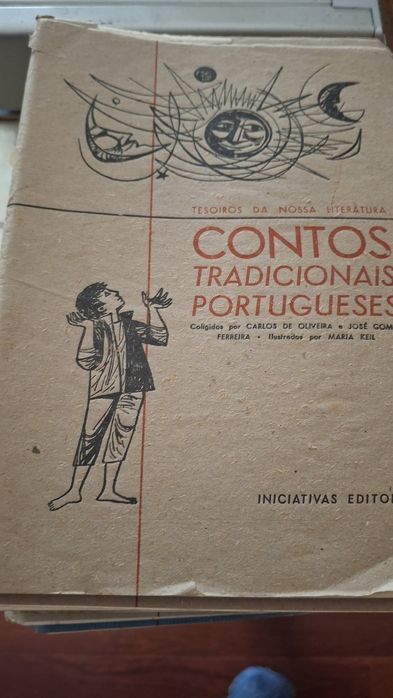 TESOIROS DA NOSSA LITERATURA
CONTOS
TRADICIONAIS
PORTUGUESES
Coligidos por CARLOS DE OLIVEIRA e JOSÉ GOM
FERREIRA • Ilustrados por MARIA KEIL
INICIATIVAS EDITO